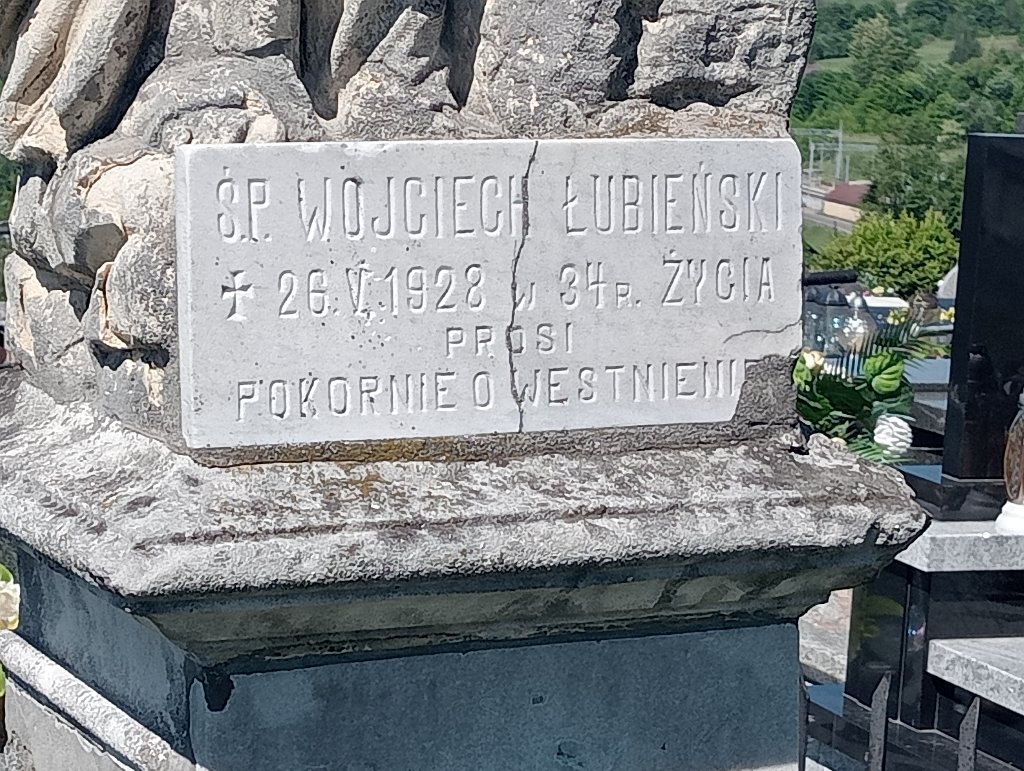 Ś.P. WOJCIECH ŁUBIEŃSKI
✝ 26.V.1928 W 34 R. ŻYCIA
PROSI
POKORNIE O WESTNIENIE